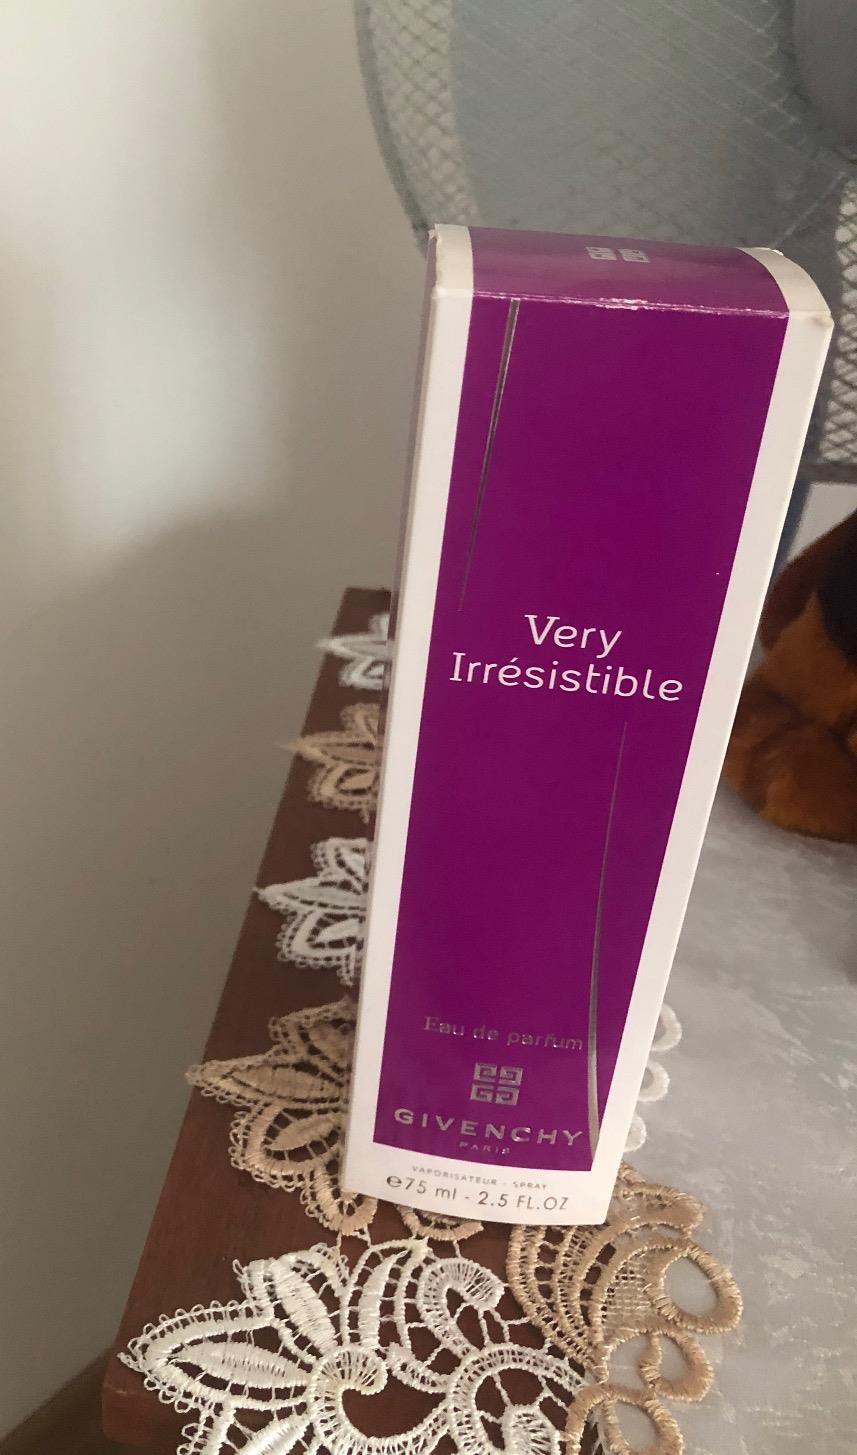 Very
Irrésistible
Eau de parfum
GIVENCHY
PARIS
VAPORISATEUR - SPRAY
℮75 ml - 2.5 FL.OZ